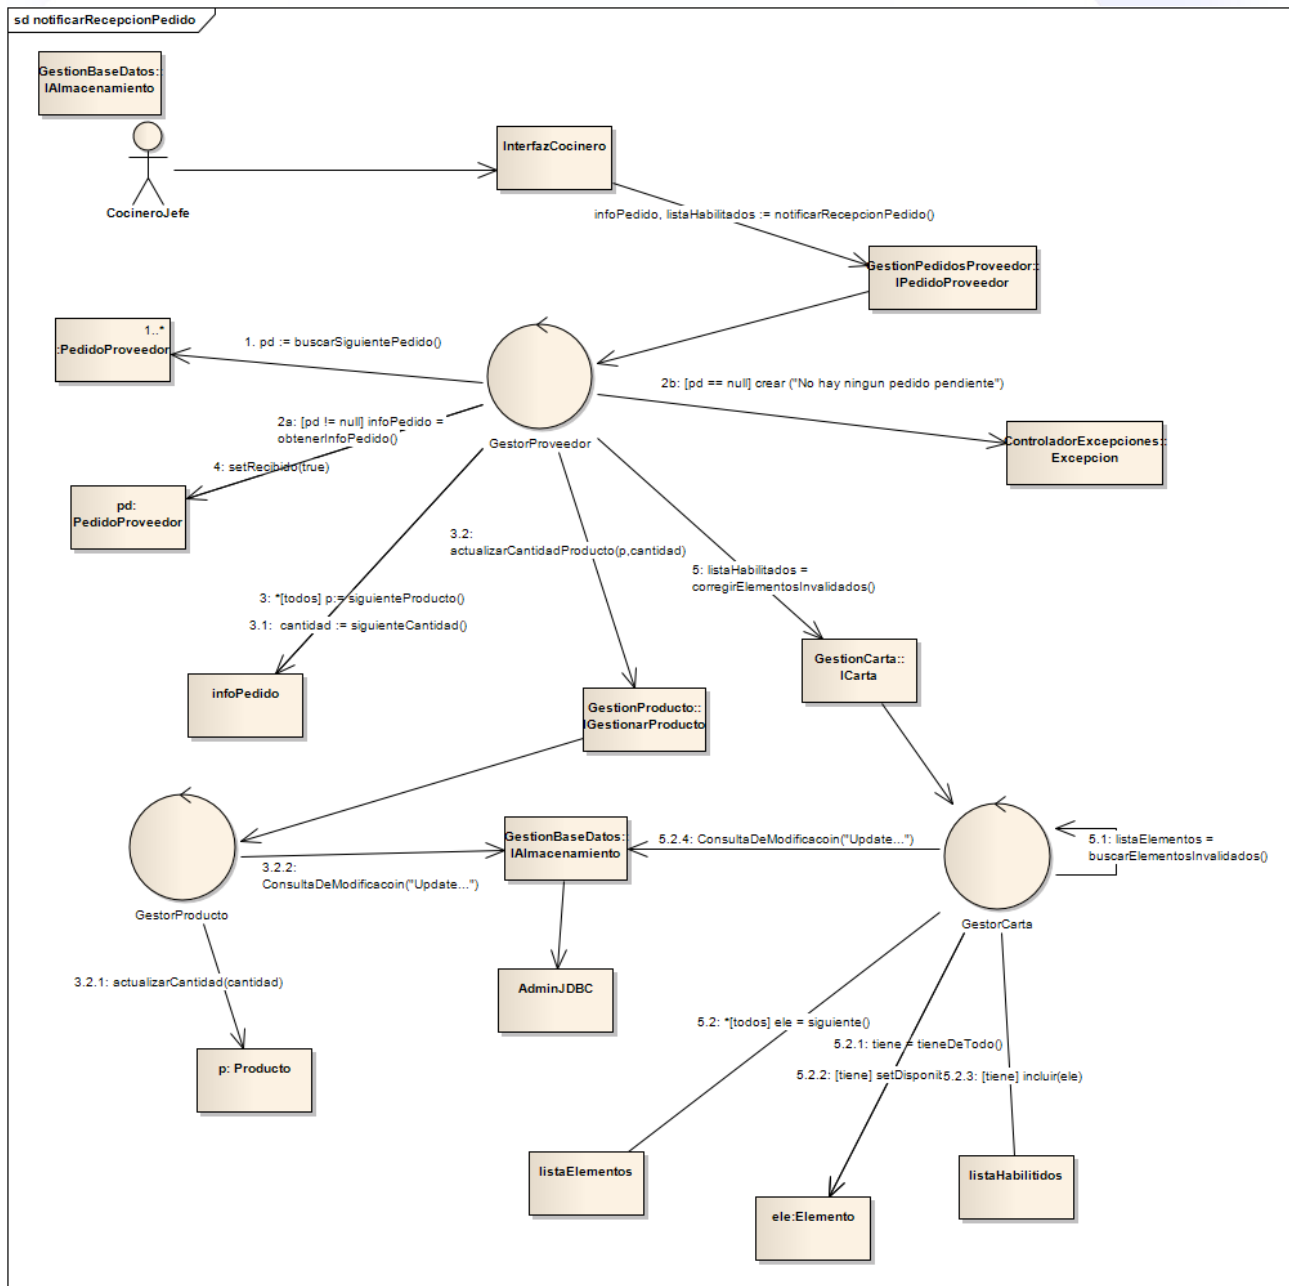 sd notificarRecepcionPedido
GestionBaseDatos::
IAlmacenamiento
CocineroJefe
InterfazCocinero
infoPedido, listaHabilitados := notificarRecepcionPedido()
GestionPedidosProveedor::
IPedidoProveedor
1..*
:PedidoProveedor
1. pd := buscarSiguientePedido()
GestorProveedor
2b: [pd == null] crear ("No hay ningun pedido pendiente")
ControladorExcepciones::
Excepcion
2a: [pd != null] infoPedido =
obtenerInfoPedido()
4: setRecibido(true)
pd:
PedidoProveedor
3.2:
actualizarCantidadProducto(p,cantidad)
5: listaHabilitados =
corregirElementosInvalidados()
3: *[todos] p:= siguienteProducto()
3.1: cantidad := siguienteCantidad()
infoPedido
GestionCarta::
ICarta
GestionProducto::
IGestionarProducto
GestorProducto
3.2.2:
ConsultaDeModificacoin("Update...")
GestionBaseDatos::
IAlmacenamiento
5.2.4: ConsultaDeModificacoin("Update...")
5.1: listaElementos =
buscarElementosInvalidados()
GestorCarta
3.2.1: actualizarCantidad(cantidad)
AdminJDBC
p: Producto
5.2: *[todos] ele = siguiente()
5.2.1: tiene = tieneDeTodo()
5.2.2: [tiene]
5.2.3: [tiene] incluir(ele)
listaElementos
ele:Elemento
listaHabilitidos